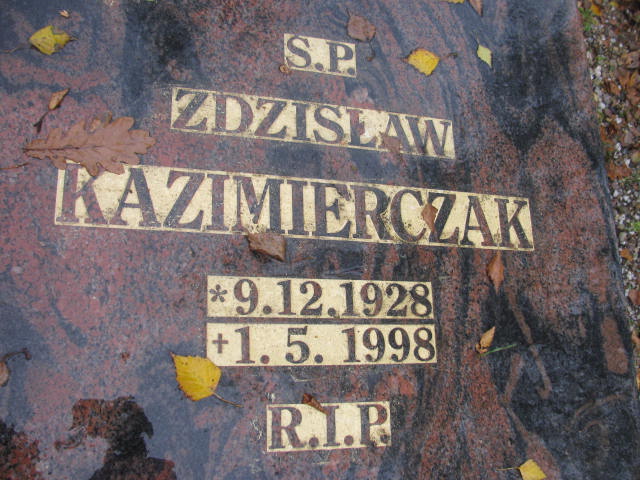 S.P.
ZDZISŁAW
KAZIMIERCZAK
*9.12.1928
+1.5.1998
R.I.P.